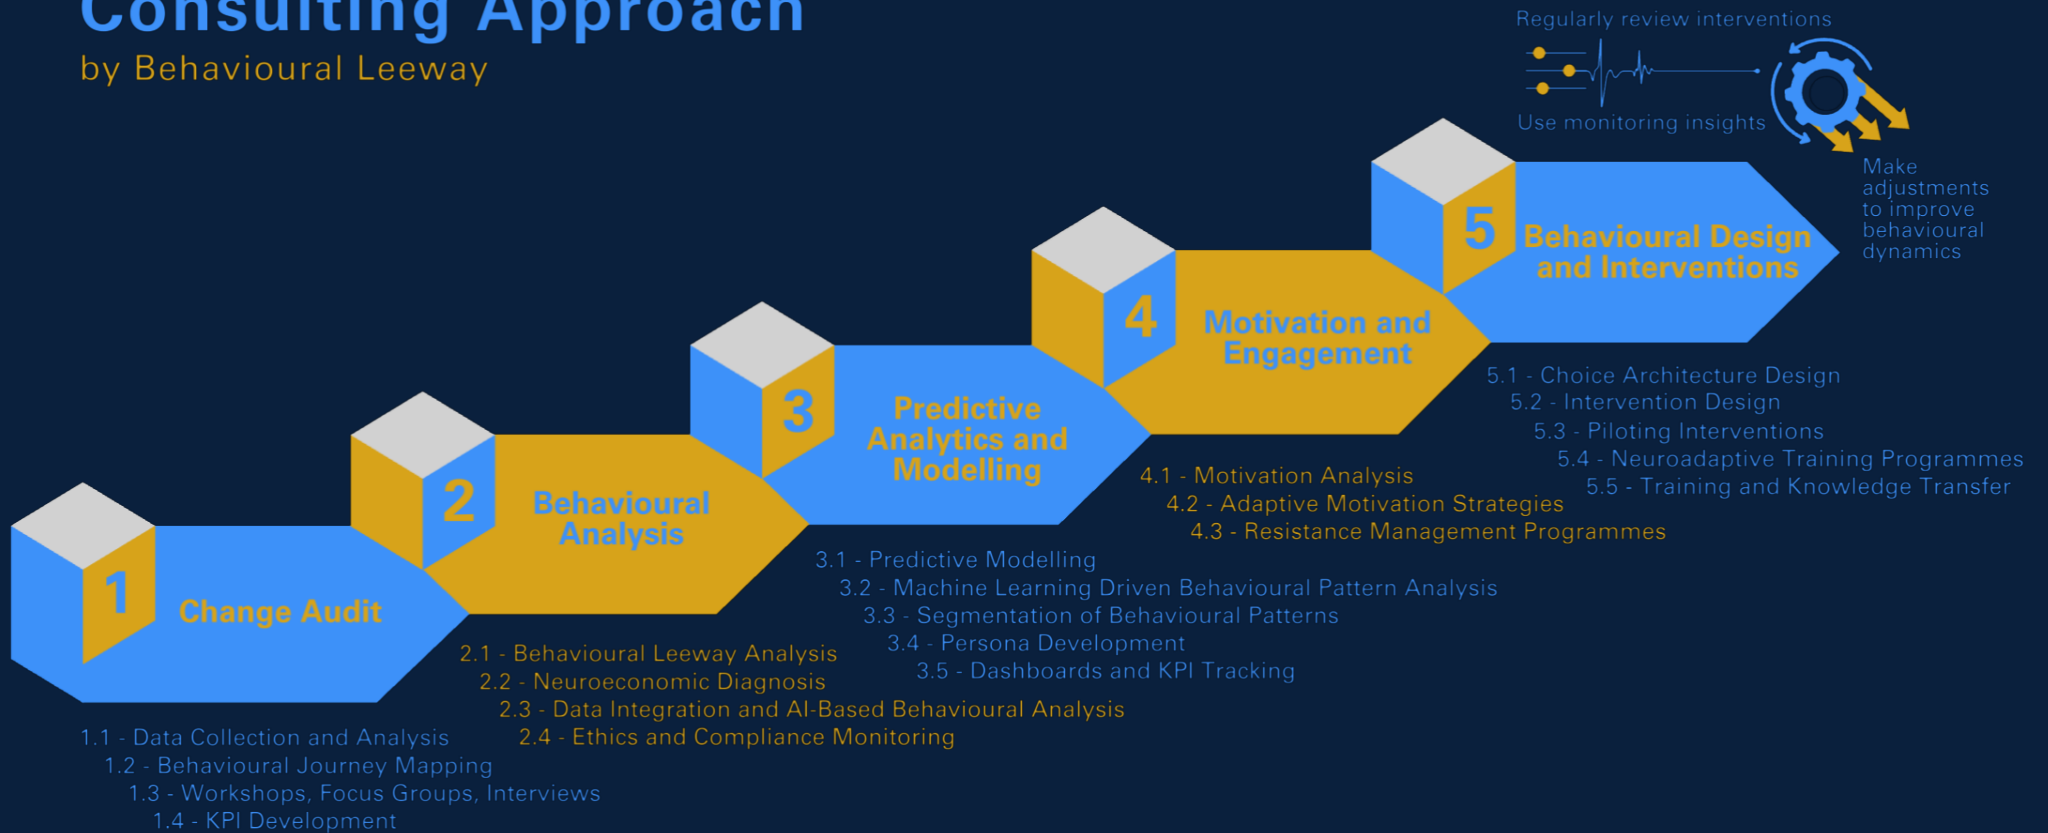 Consulting Approach
by Behavioural Leeway
Regularly review interventions
Use monitoring insights
Make
adjustments
to improve
behavioural
dynamics
1
Change Audit
1.1 - Data Collection and Analysis
1.2 - Behavioural Journey Mapping
1.3 - Workshops, Focus Groups, Interviews
1.4 - KPI Development
2
Behavioural
Analysis
2.1 - Behavioural Leeway Analysis
2.2 - Neuroeconomic Diagnosis
2.3 - Data Integration and AI-Based Behavioural Analysis
2.4 - Ethics and Compliance Monitoring
3
Predictive
Analytics and
Modelling
3.1 - Predictive Modelling
3.2 - Machine Learning Driven Behavioural Pattern Analysis
3.3 - Segmentation of Behavioural Patterns
3.4 - Persona Development
3.5 - Dashboards and KPI Tracking
4
Motivation and
Engagement
4.1 - Motivation Analysis
4.2 - Adaptive Motivation Strategies
4.3 - Resistance Management Programmes
5
Behavioural Design
and Interventions
5.1 - Choice Architecture Design
5.2 - Intervention Design
5.3 - Piloting Interventions
5.4 - Neuroadaptive Training Programmes
5.5 - Training and Knowledge Transfer